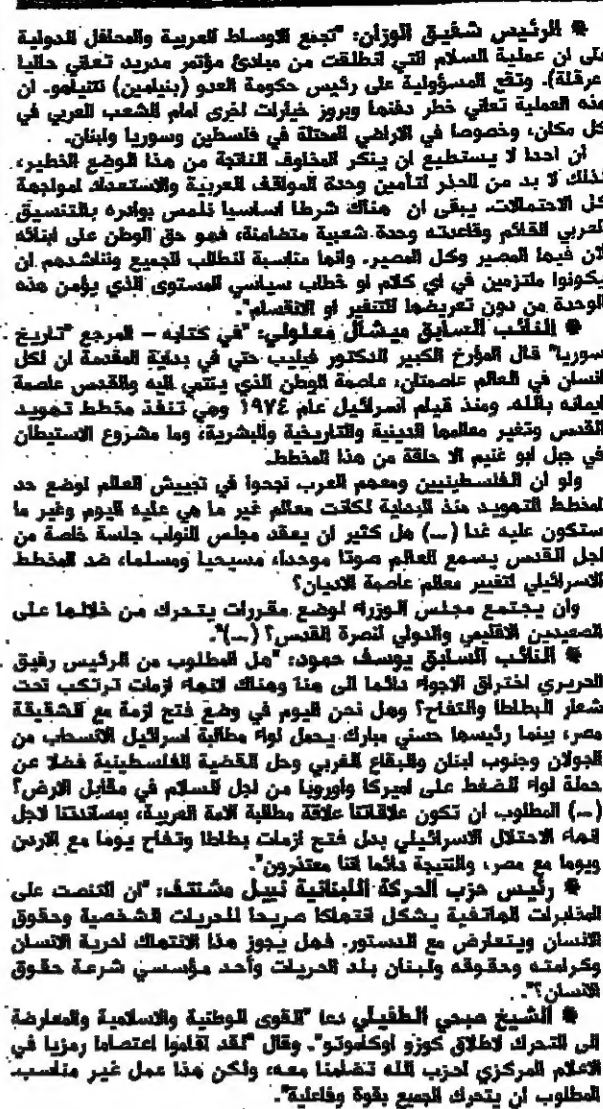 * الرئيس شفيق الوزان: "تجمع الاوساط العربية والمحافل الدولية
على ان عملية السلام التي انطلقت من مبادئ مؤتمر مدريد تعاني حاليا
عرقلة). وتقع المسؤولية على رئيس حكومة العدو (بنيامين) نتنياهو. ان
هذه العملية تعاني خطر دفنها وبروز خيارات اخرى امام الشعب العربي في
كل مكان، وخصوصا في الاراضي المحتلة في فلسطين وسوريا ولبنان.
ان احدا لا يستطيع ان ينكر المخاوف الناتجة من هذا الوضع الخطير،
لذلك لا بد من الحذر لتأمين وحدة المواقف العربية والاستعداد لمواجهة
كل الاحتمالات. يبقى ان هناك شرطا اساسيا نلمس بوادره بالتنسيق
العربي القائم وقاعدته وحدة شعبية متضامنة، فهو حق الوطن على ابنائه
لان فيها المصير وكل المصير. وانها مناسبة لنطالب الجميع ونناشدهم ان
يكونوا ملتزمين في اي كلام او خطاب سياسي المستوى الذي يؤمن هذه
الوحدة من دون تعريضها للتنفير او الانقسام".
* النائب السابق ميشال معلولي: "في كتابه – المرجع "تاريخ
سوريا" قال المؤرخ الكبير الدكتور فيليب حتي في بداية المقدمة ان لكل
انسان في العالم عاصمتان، عاصمة الوطن الذي ينتمي اليه والقدس عاصمة
ايمانه بالله. ومنذ قيام اسرائيل عام ١٩٧٤ وهي تنفذ مخطط تهويد
القدس وتغير معالمها الدينية والتاريخية والبشرية، وما مشروع الاستيطان
في جبل ابو غنيم الا حلقة من هذا المخطط.
ولو ان الفلسطينيين ومعهم العرب نجحوا في تجييش العالم لوضع حد
لمخطط التهويد منذ البداية لكانت معالم غير ما هي عليه اليوم وغير ما
ستكون عليه غدا (...) هل كثير ان يعقد مجلس النواب جلسة خاصة من
اجل القدس يسمع العالم صوتا موحدا، مسيحيا ومسلما، ضد المخطط
الاسرائيلي لتغيير معالم عاصمة الاديان؟
وان يجتمع مجلس الوزراء لوضع مقررات يتحرك من خلالها على
الصعيدين الاقليمي والدولي لنصرة القدس؟ (...)".
* النائب السابق يوسف حمود: "هل المطلوب من الرئيس رفيق
الحريري اختراق الاجواء دائما الى هنا وهناك لانهاء ازمات ترتكب تحت
شعار البطاطا والتفاح؟ وهل نحن اليوم في وضع فتح ازمة مع الشقيقة
مصر، بينما رئيسها حسني مبارك يحمل لواء مطالبة اسرائيل الانسحاب من
الجولان وجنوب لبنان والبقاع الغربي وحل القضية الفلسطينية فضلا عن
حملة لواء الضغط على اميركا واوروبا من اجل السلام في مقابل الارض؟
(...) المطلوب ان تكون علاقاتنا علاقة مطالبة الامة العربية، بمساندتنا لاجل
انهاء الاحتلال الاسرائيلي بدل فتح ازمات بطاطا وتفاح يوما مع الاردن
ويوما مع مصر، والنتيجة دائما اننا معتذرون".
* رئيس حزب الحركة اللبنانية نبيل مشنتف: "ان التنصت على
المخابرات الهاتفية يشكل انتهاكا صريحا للحريات الشخصية وحقوق
الانسان ويتعارض مع الدستور. فهل يجوز هذا الانتهاك لحرية الانسان
وكرامته وحقوقه ولبنان بلد الحريات وأحد مؤسسي شرعة حقوق
الانسان؟".
* الشيخ صبحي الطفيلي دعا "القوى الوطنية والاسلامية والمعارضة
الى التحرك لاطلاق كوزو اوكاموتو". وقال "لقد اقاموا اعتصاما رمزيا في
الاعلام المركزي لحزب الله تضامنا معه، ولكن هذا عمل غير مناسب.
المطلوب ان يتحرك الجميع بقوة وفاعلية".